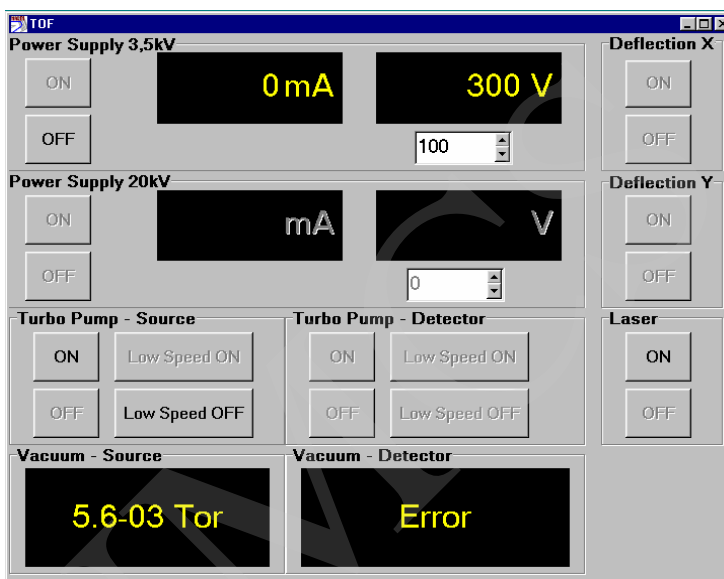 TOF
Power Supply 3,5kV
Deflection X
ON
0 mA
300 V
ON
OFF
100
OFF
Power Supply 20kV
Deflection Y
ON
mA
V
ON
OFF
0
OFF
Turbo Pump - Source
Turbo Pump - Detector
Laser
ON
Low Speed ON
ON
Low Speed ON
ON
OFF
Low Speed OFF
OFF
Low Speed OFF
OFF
Vacuum - Source
Vacuum - Detector
5.6-03 Tor
Error